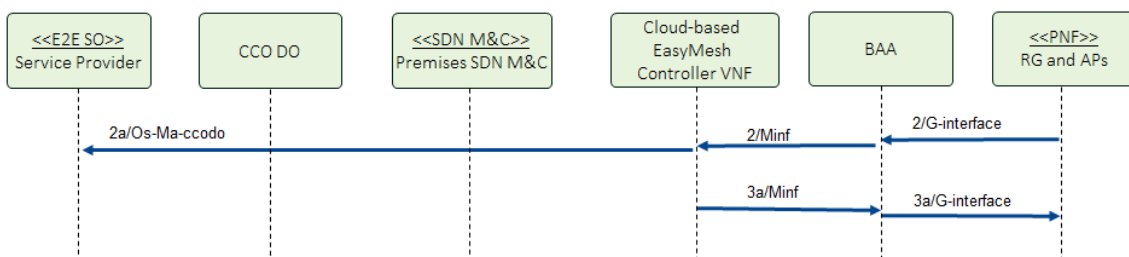 <<E2E SO>>
Service Provider
CCO DO
<<SDN M&C>>
Premises SDN M&C
Cloud-based
EasyMesh
Controller VNF
BAA
<<PNF>>
RG and APs
2a/Os-Ma-ccodo
2/Minf
2/G-interface
3a/Minf
3a/G-interface